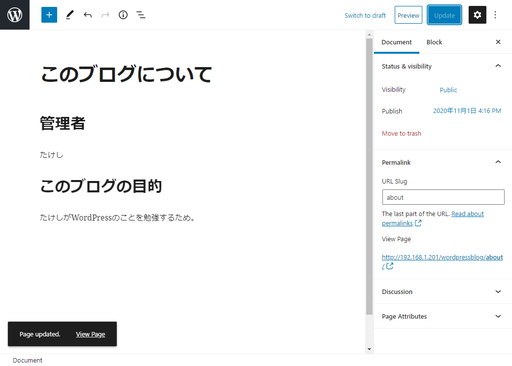 Switch to draft
Preview
Update
このブログについて
管理者
たけし
このブログの目的
たけしがWordPressのことを勉強するため。
Document
Block
Status & visibility
Visibility
Public
Publish
2020年11月1日 4:16 PM
Move to trash
Permalink
URL Slug
about
The last part of the URL. Read about
permalinks
View Page
http://192.168.1.201/wordpressblog/about
/
Discussion
Page Attributes
Page updated.
View Page
Document